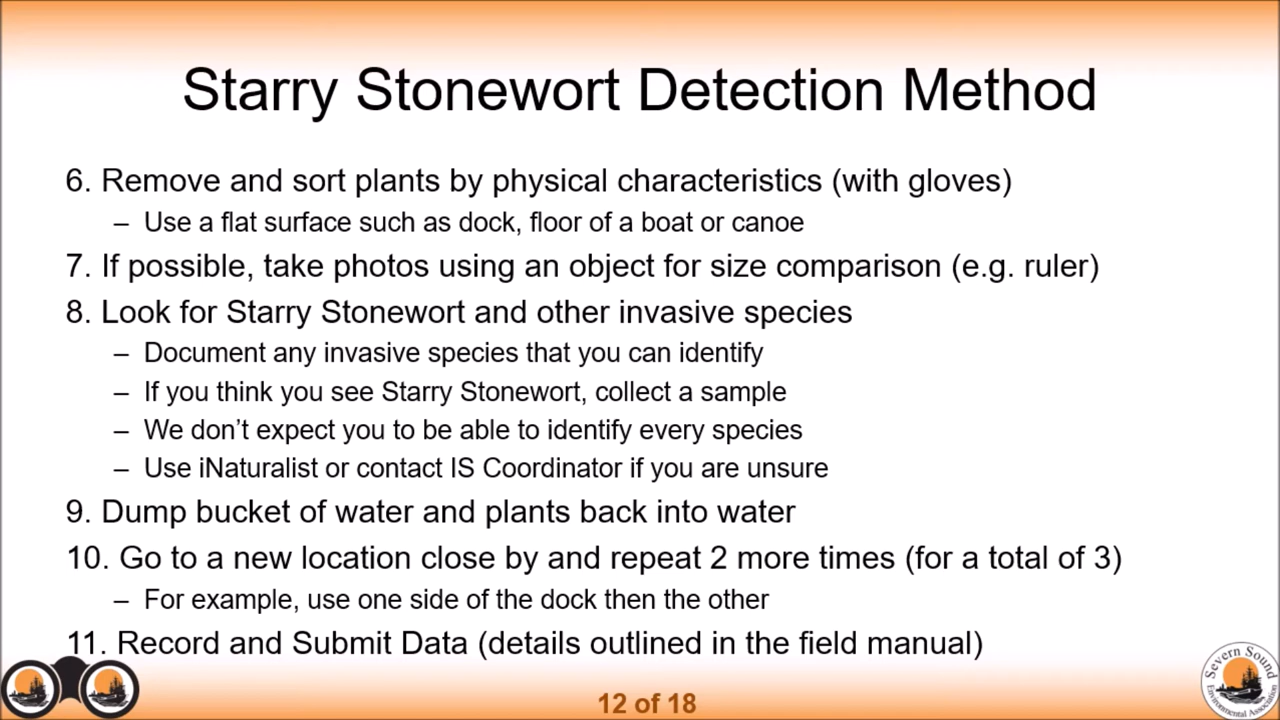 Starry Stonewort Detection Method
6. Remove and sort plants by physical characteristics (with gloves)
– Use a flat surface such as dock, floor of a boat or canoe
7. If possible, take photos using an object for size comparison (e.g. ruler)
8. Look for Starry Stonewort and other invasive species
– Document any invasive species that you can identify
– If you think you see Starry Stonewort, collect a sample
– We don’t expect you to be able to identify every species
– Use iNaturalist or contact IS Coordinator if you are unsure
9. Dump bucket of water and plants back into water
10. Go to a new location close by and repeat 2 more times (for a total of 3)
– For example, use one side of the dock then the other
11. Record and Submit Data (details outlined in the field manual)
12 of 18
Severn Sound
Environmental Association